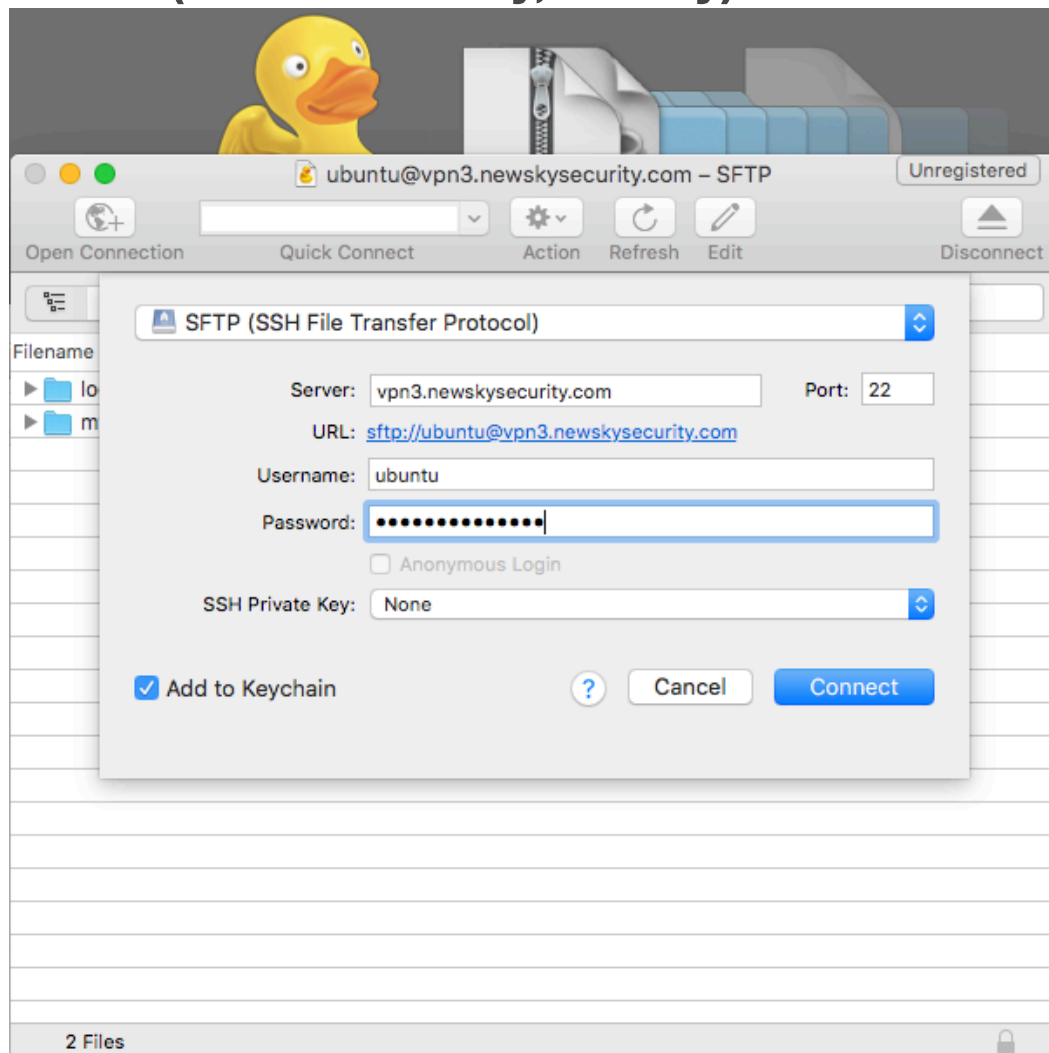 ubuntu@vpn3.newskysecurity.com – SFTP
Unregistered
Open Connection Quick Connect Action Refresh Edit Disconnect
SFTP (SSH File Transfer Protocol)
Filename
lo
Server: vpn3.newskysecurity.com Port: 22
m
URL: sftp://ubuntu@vpn3.newskysecurity.com
Username: ubuntu
Password: ••••••••••••••
Anonymous Login
SSH Private Key: None
Add to Keychain ? Cancel Connect
2 Files